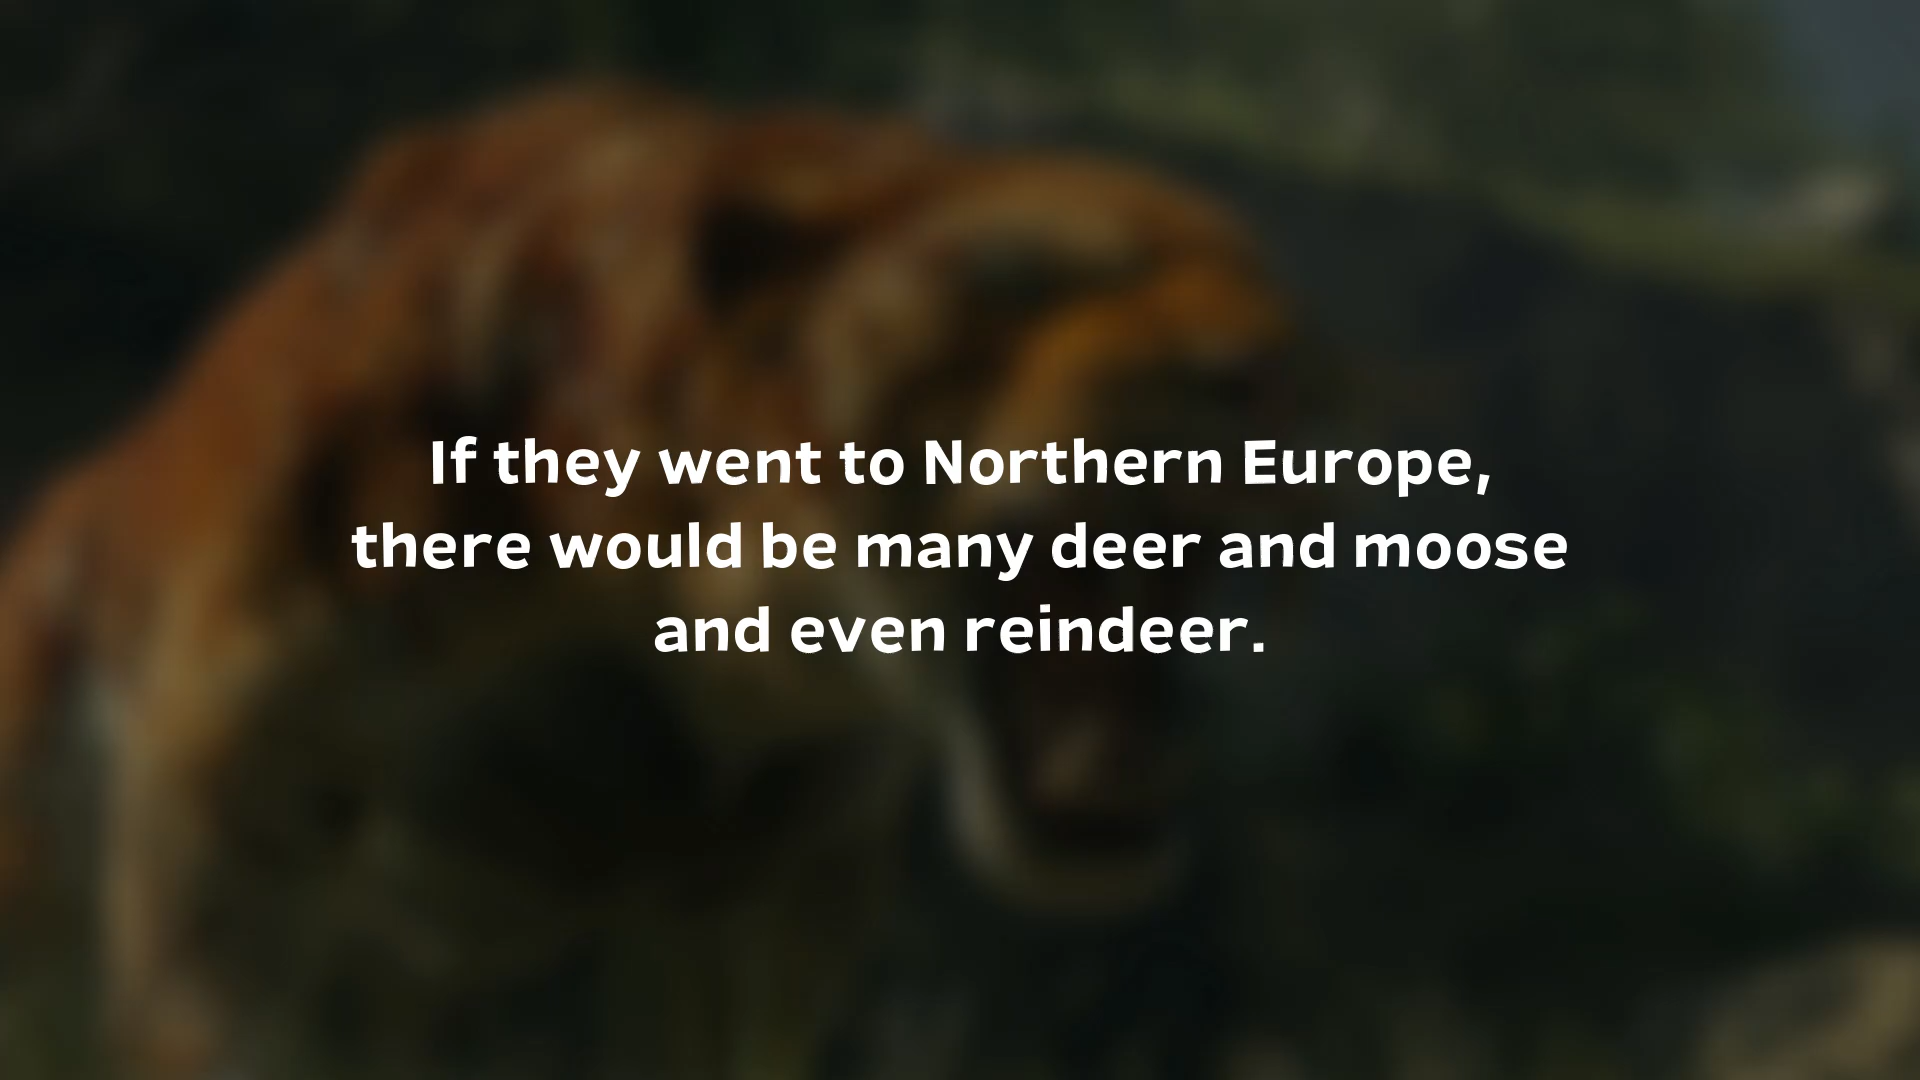 If they went to Northern Europe,
there would be many deer and moose
and even reindeer.